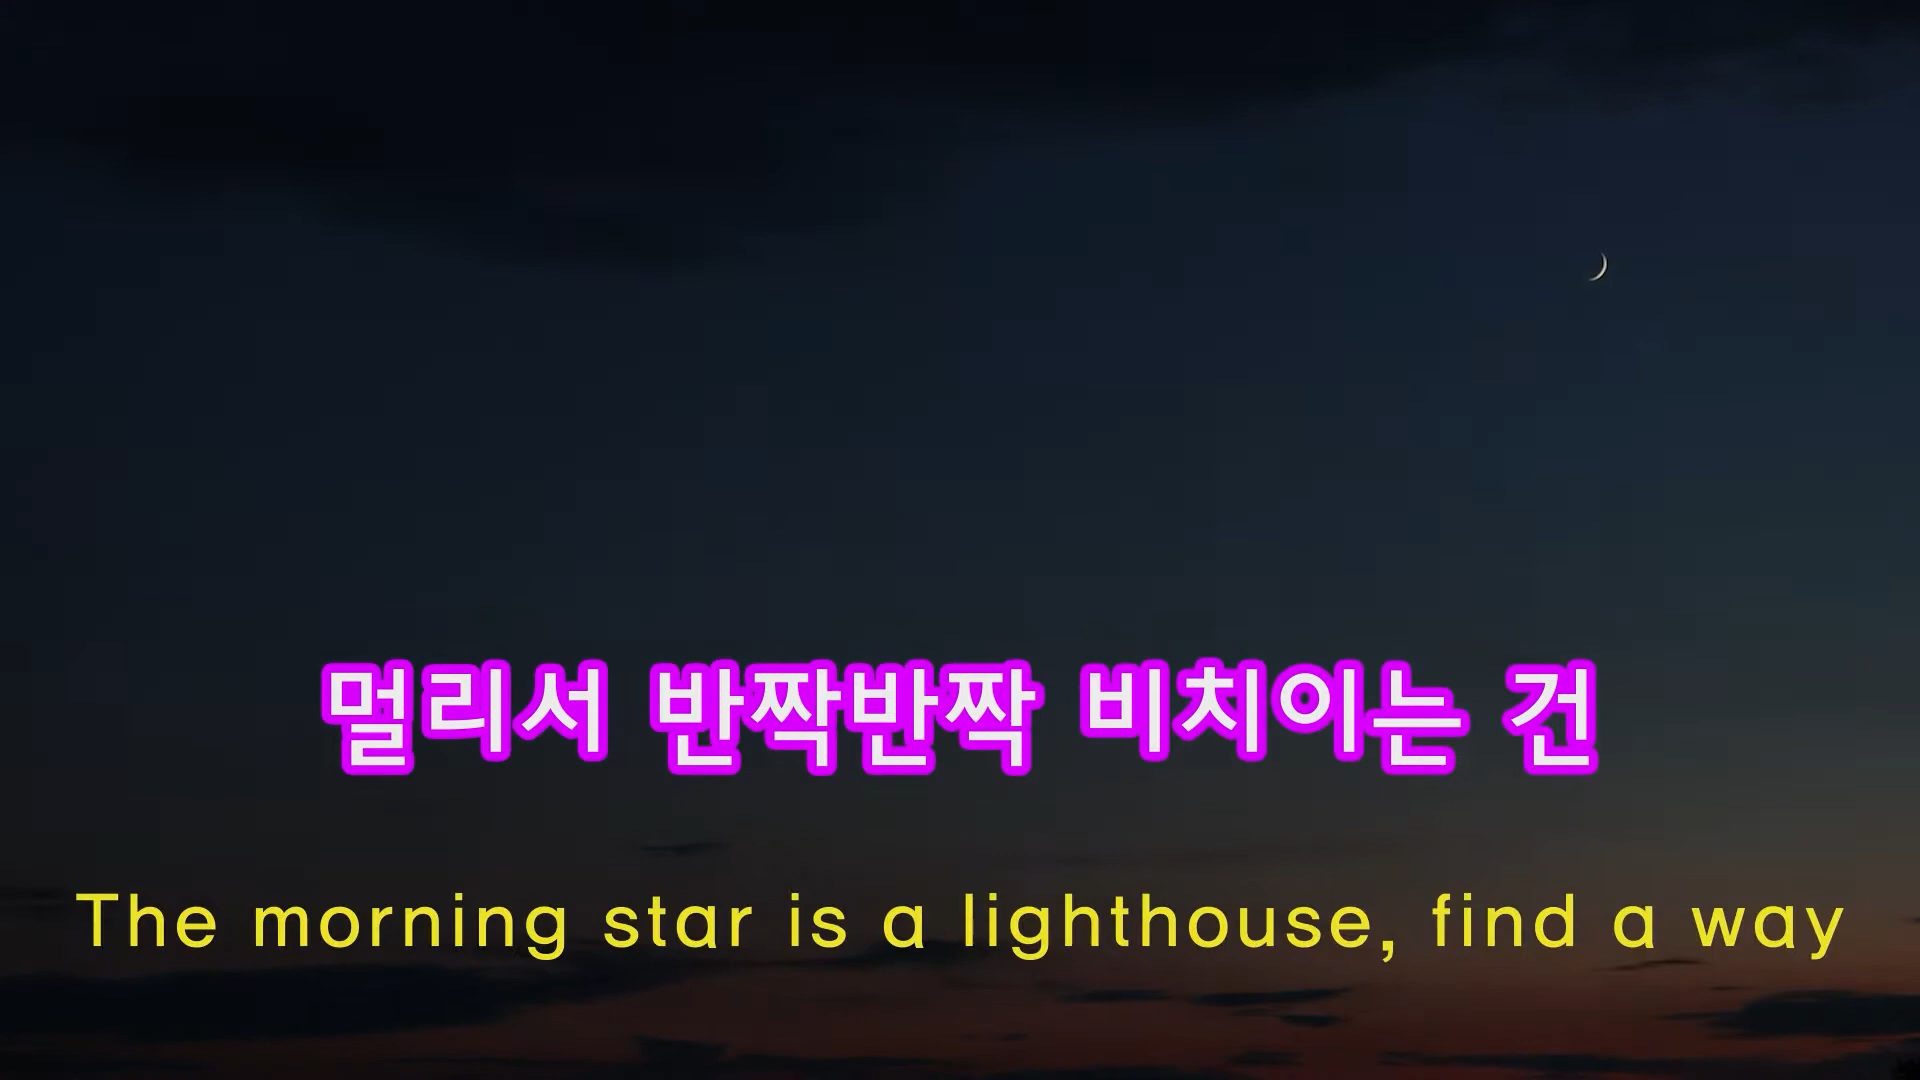 멀리서 반짝반짝 비치이는 건
The morning star is a lighthouse, find a way